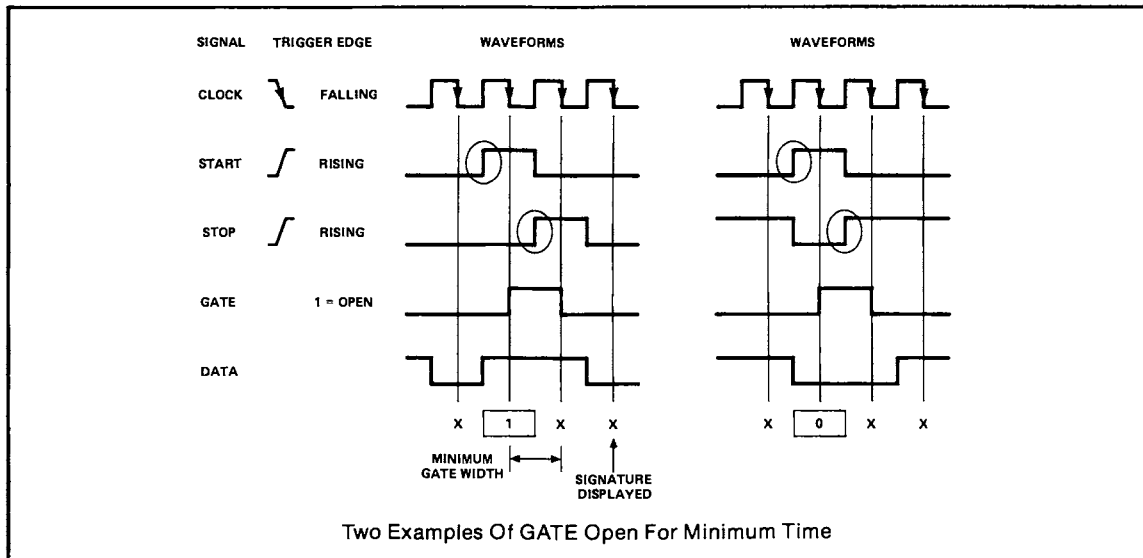 SIGNAL TRIGGER EDGE WAVEFORMS WAVEFORMS
CLOCK FALLING
START RISING
STOP RISING
GATE 1 = OPEN
DATA
X 1 X X X 0 X X
MINIMUM
GATE WIDTH
SIGNATURE
DISPLAYED
Two Examples Of GATE Open For Minimum Time